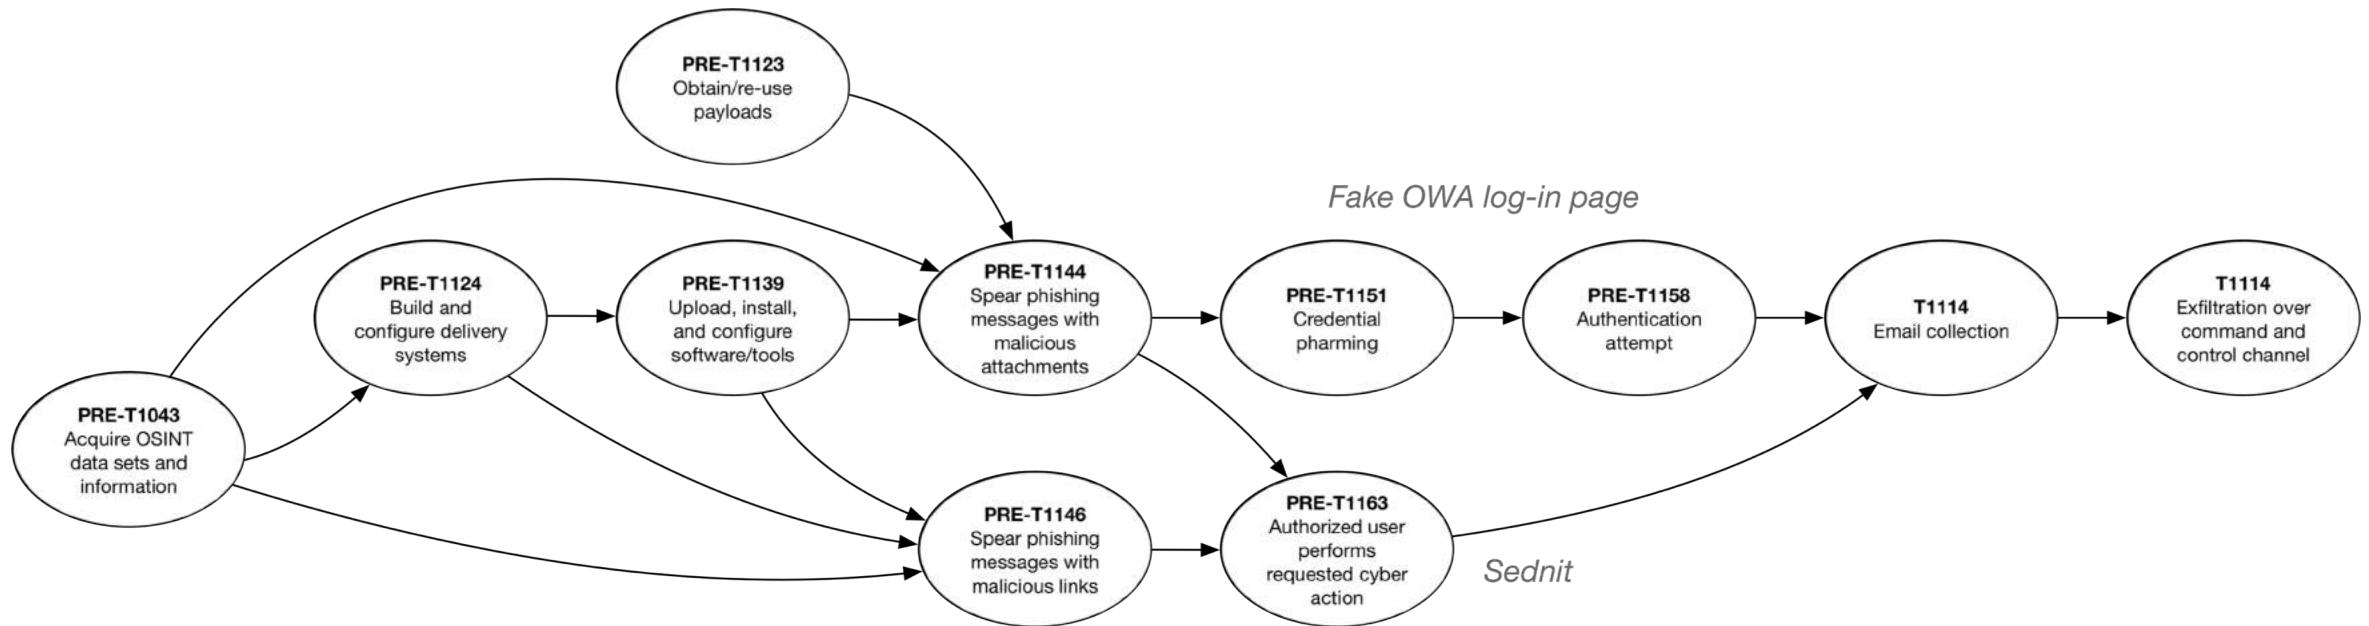 PRE-T1123
Obtain/re-use
payloads
Fake OWA log-in page
PRE-T1124
Build and
configure delivery
systems
PRE-T1139
Upload, install,
and configure
software/tools
PRE-T1144
Spear phishing
messages with
malicious
attachments
PRE-T1151
Credential
pharming
PRE-T1158
Authentication
attempt
T1114
Email collection
T1114
Exfiltration over
command and
control channel
PRE-T1043
Acquire OSINT
data sets and
information
PRE-T1146
Spear phishing
messages with
malicious links
PRE-T1163
Authorized user
performs
requested cyber
action
Sednit